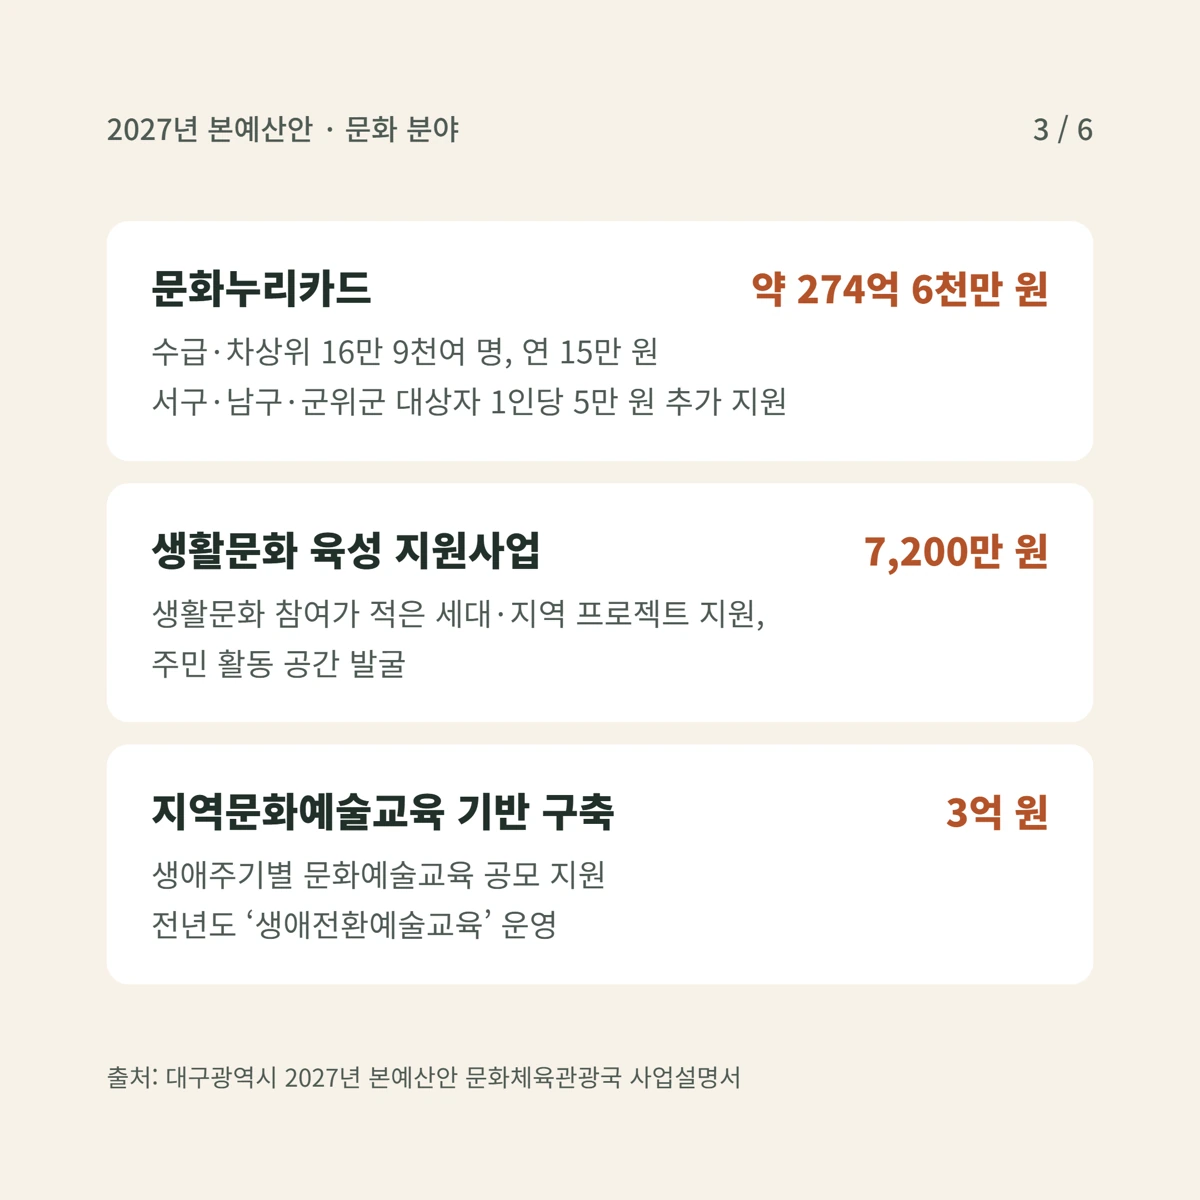 2027년 본예산안 · 문화 분야
3 / 6
문화누리카드
약 274억 6천만 원
수급·차상위 16만 9천여 명, 연 15만 원
서구·남구·군위군 대상자 1인당 5만 원 추가 지원
생활문화 육성 지원사업
7,200만 원
생활문화 참여가 적은 세대·지역 프로젝트 지원,
주민 활동 공간 발굴
지역문화예술교육 기반 구축
3억 원
생애주기별 문화예술교육 공모 지원
전년도 ‘생애전환예술교육’ 운영
출처: 대구광역시 2027년 본예산안 문화체육관광국 사업설명서